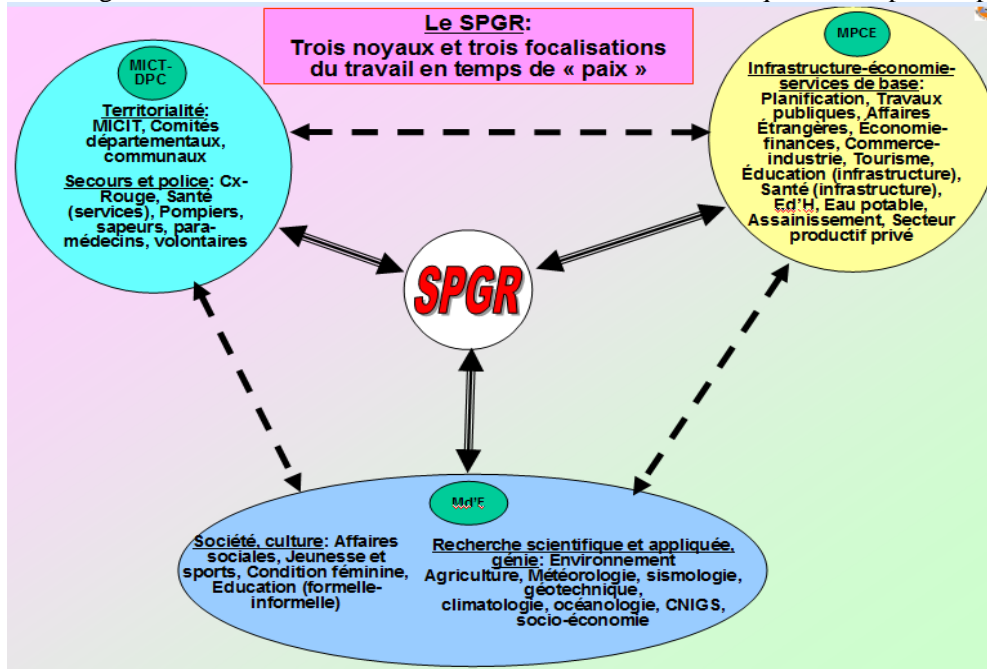 Le SPGR:
Trois noyaux et trois focalisations
du travail en temps de « paix »
MICT-
DPC
Territorialité:
MICIT, Comités
départementaux,
communaux
Secours et police: Cx-
Rouge, Santé
(services), Pompiers,
sapeurs, para-
médecins, volontaires
MPCE
Infrastructure-économie-
services de base:
Planification, Travaux
publiques, Affaires
Étrangères, Économie-
finances, Commerce-
industrie, Tourisme,
Éducation (infrastructure),
Santé (infrastructure),
Ed'H, Eau potable,
Assainissement, Secteur
productif privé
SPGR
Md'E
Société, culture: Affaires
sociales, Jeunesse et
sports, Condition féminine,
Education (formelle-
informelle)
Recherche scientifique et appliquée,
génie: Environnement
Agriculture, Météorologie, sismologie,
géotechnique,
climatologie, océanologie, CNIGS,
socio-économie